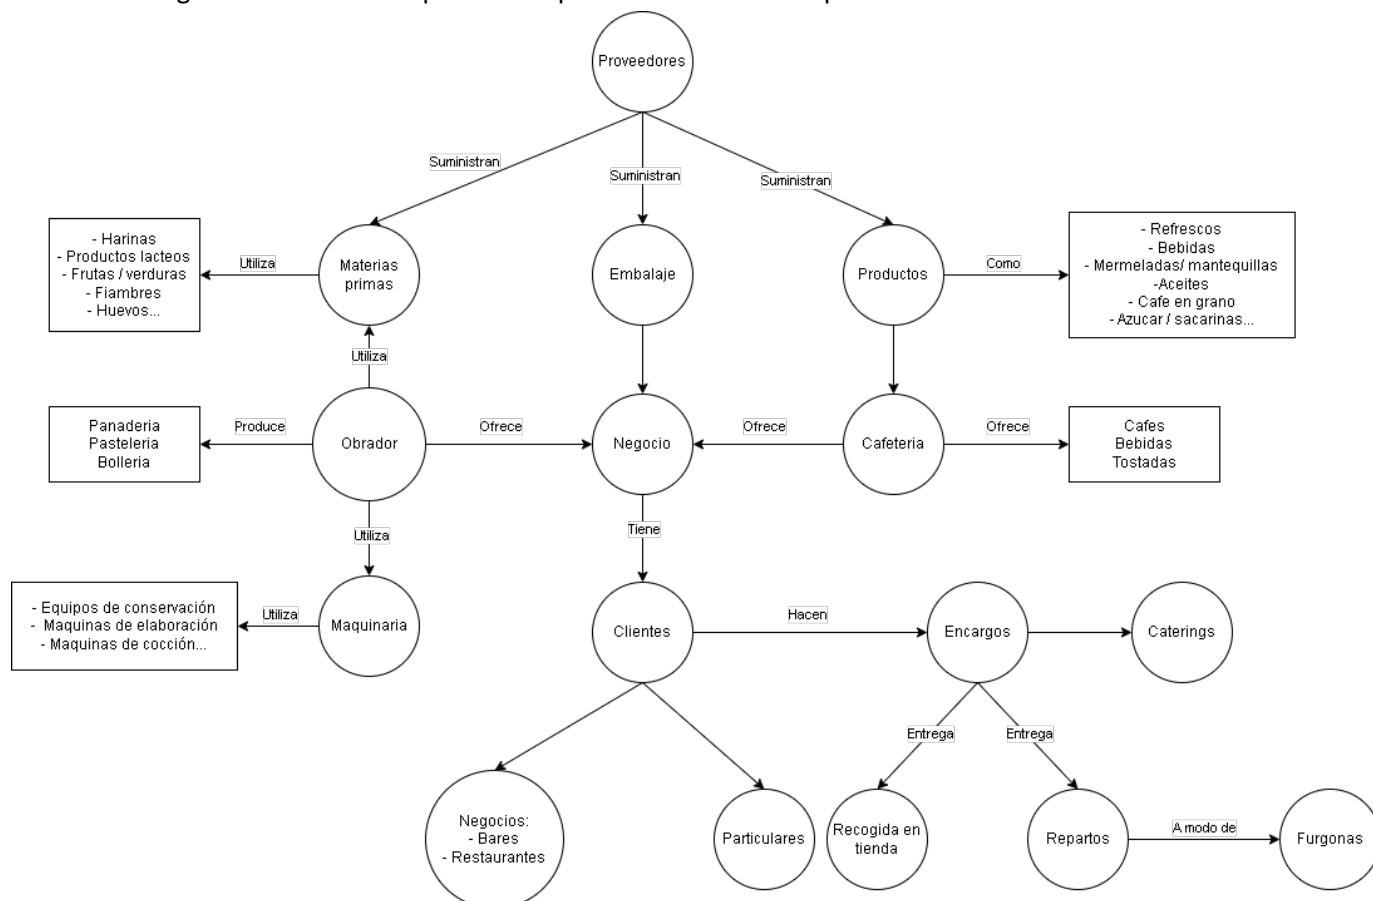 Proveedores
Suministran
Suministran
Suministran
- Harinas
- Productos lacteos
- Frutas / verduras
- Fiambres
- Huevos...
Utiliza
Materias
primas
Embalaje
Productos
Como
- Refrescos
- Bebidas
- Mermeladas/ mantequillas
-Aceites
- Cafe en grano
- Azucar / sacarinas...
Utiliza
Panaderia
Pasteleria
Bolleria
Produce
Obrador
Ofrece
Negocio
Ofrece
Cafeteria
Ofrece
Cafes
Bebidas
Tostadas
Utiliza
Tiene
- Equipos de conservación
- Maquinas de elaboración
- Maquinas de cocción...
Utiliza
Maquinaria
Clientes
Hacen
Encargos
Caterings
Entrega
Entrega
Negocios:
- Bares
- Restaurantes
Particulares
Recogida en
tienda
Repartos
A modo de
Furgonas